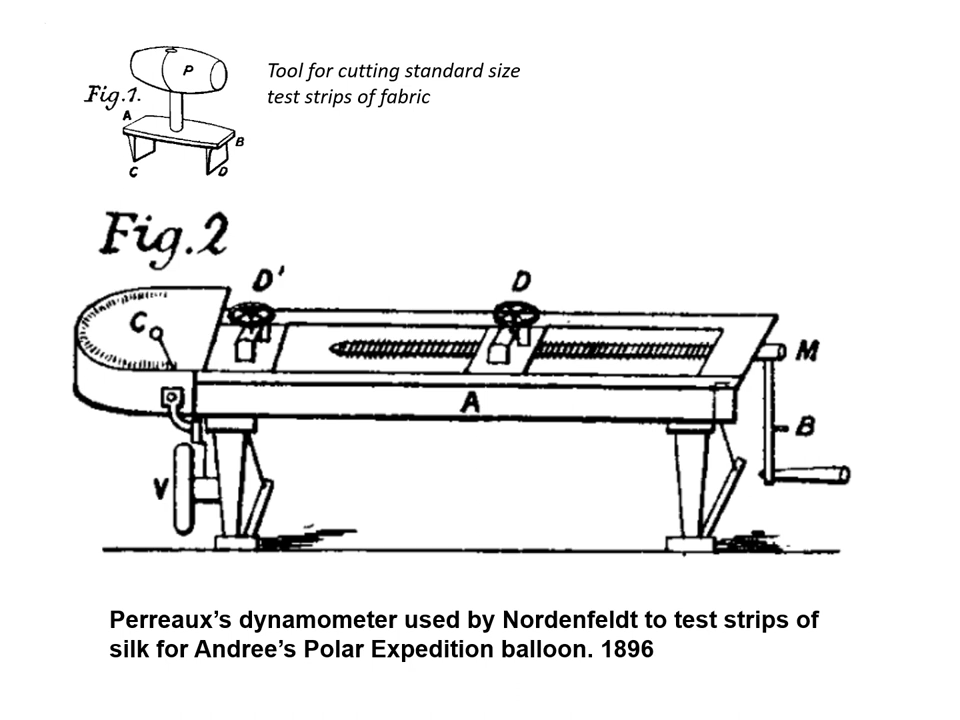 P
Tool for cutting standard size
test strips of fabric
Fig.1.
A
B
C
D
Fig.2
D'
D
C
M
A
B
V
Perreaux’s dynamometer used by Nordenfeldt to test strips of
silk for Andree’s Polar Expedition balloon. 1896